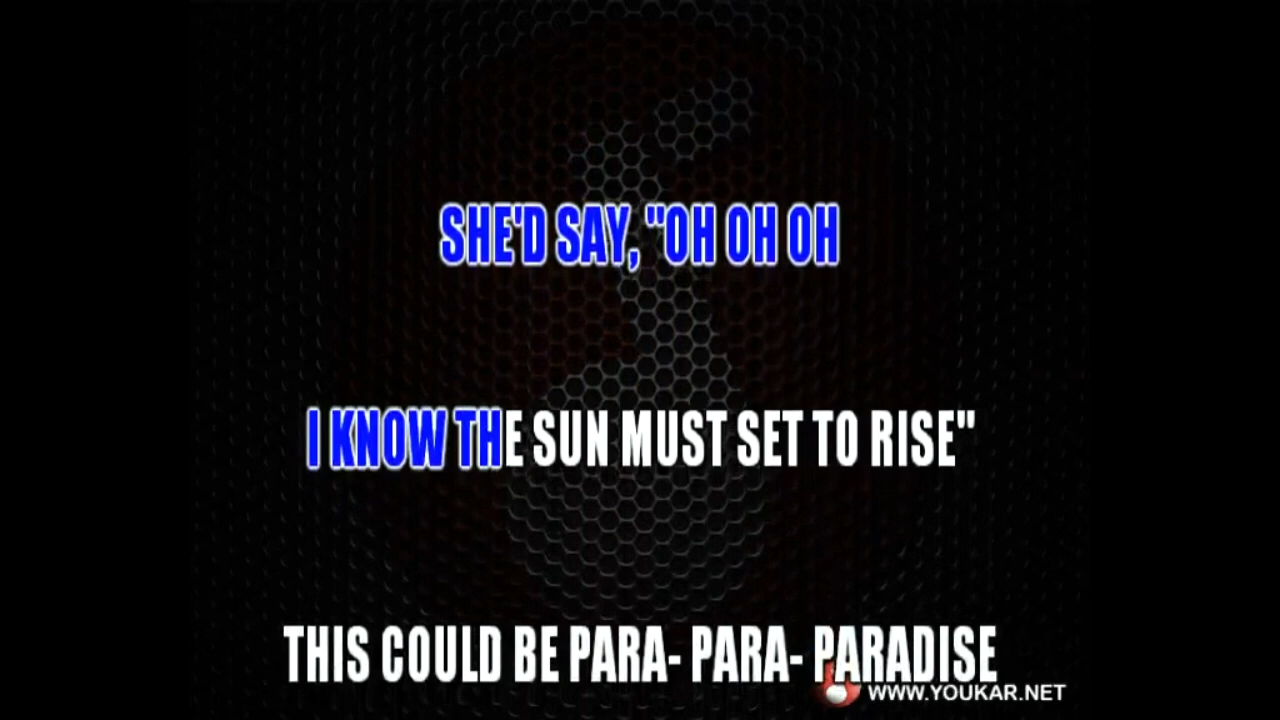 SHE'D SAY, "OH OH OH
I KNOW THE SUN MUST SET TO RISE"
THIS COULD BE PARA- PARA- PARADISE
WWW.YOUKAR.NET